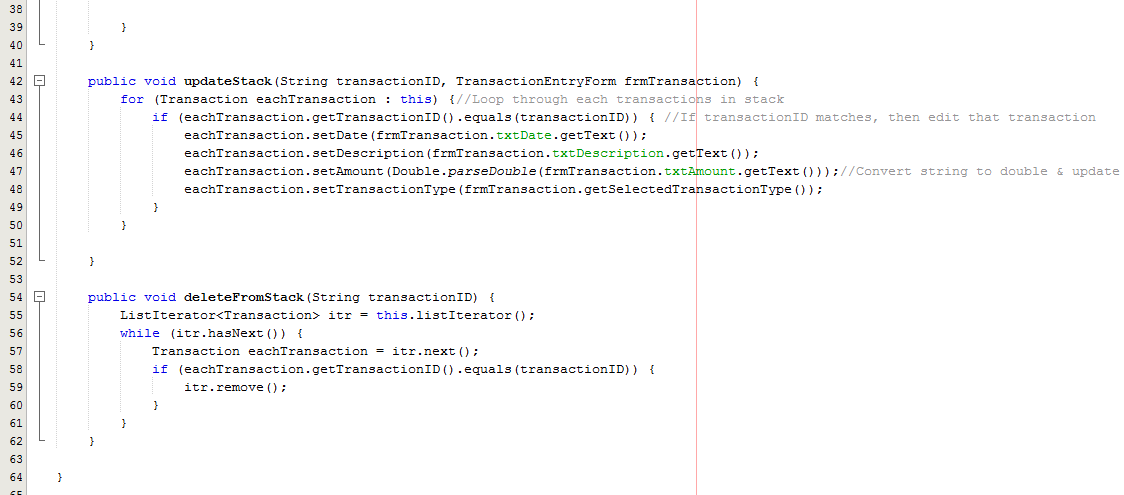 38
39 }
40 }
41
42 public void updateStack(String transactionID, TransactionEntryForm frmTransaction) {
43 for (Transaction eachTransaction : this) {//Loop through each transactions in stack
44 if (eachTransaction.getTransactionID().equals(transactionID)) { //If transactionID matches, then edit that transaction
45 eachTransaction.setDate(frmTransaction.txtDate.getText());
46 eachTransaction.setDescription(frmTransaction.txtDescription.getText());
47 eachTransaction.setAmount(Double.parseDouble(frmTransaction.txtAmount.getText()));//Convert string to double & update
48 eachTransaction.setTransactionType(frmTransaction.getSelectedTransactionType());
49 }
50 }
51
52 }
53
54 public void deleteFromStack(String transactionID) {
55 ListIterator<Transaction> itr = this.listIterator();
56 while (itr.hasNext()) {
57 Transaction eachTransaction = itr.next();
58 if (eachTransaction.getTransactionID().equals(transactionID)) {
59 itr.remove();
60 }
61 }
62 }
63
64 }